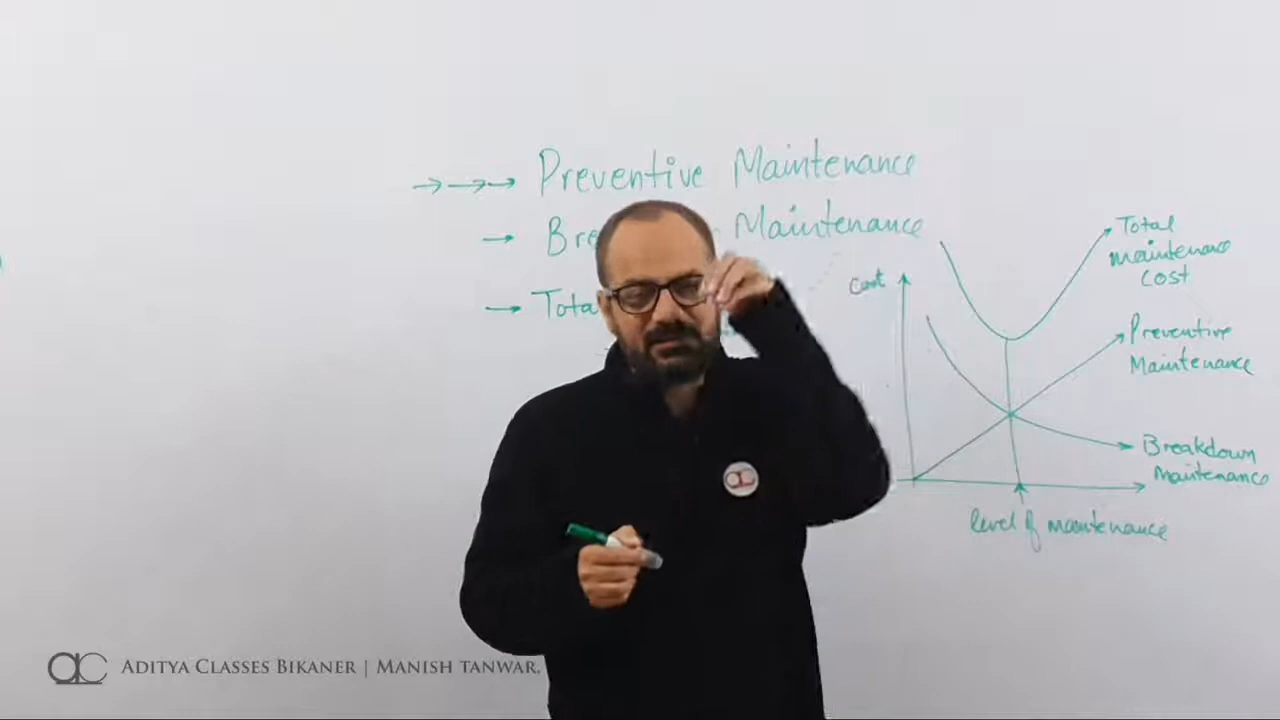 Preventive Maintenance
Maintenance
Total
maintenance
cost
Cost
Preventive
Maintenance
Breakdown
maintenance
level of maintenance
ac
ADITYA CLASSES BIKANER | MANISH TANWAR.